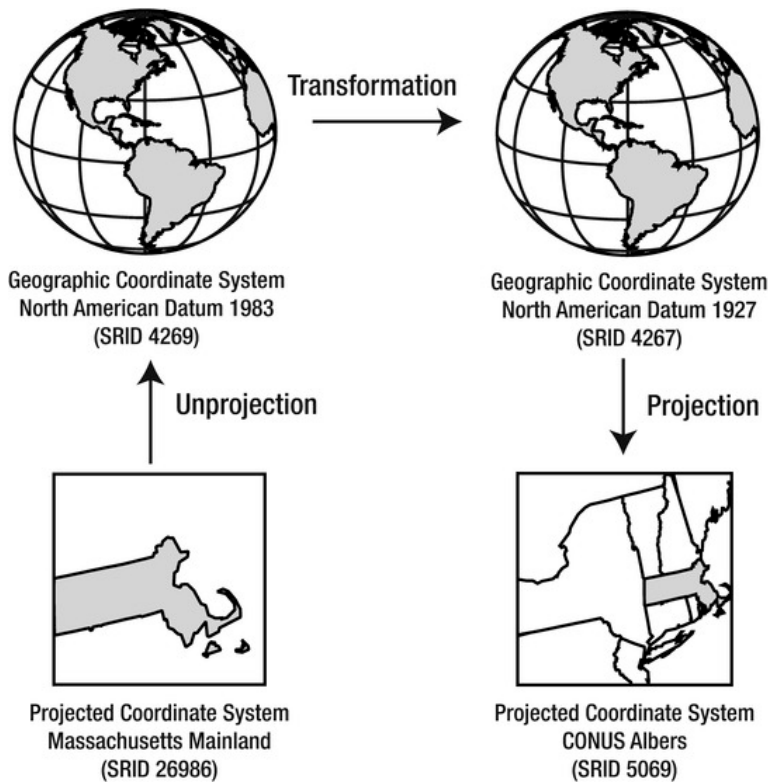 Transformation
Geographic Coordinate System
North American Datum 1983
(SRID 4269)
Geographic Coordinate System
North American Datum 1927
(SRID 4267)
Unprojection
Projection
Projected Coordinate System
Massachusetts Mainland
(SRID 26986)
Projected Coordinate System
CONUS Albers
(SRID 5069)